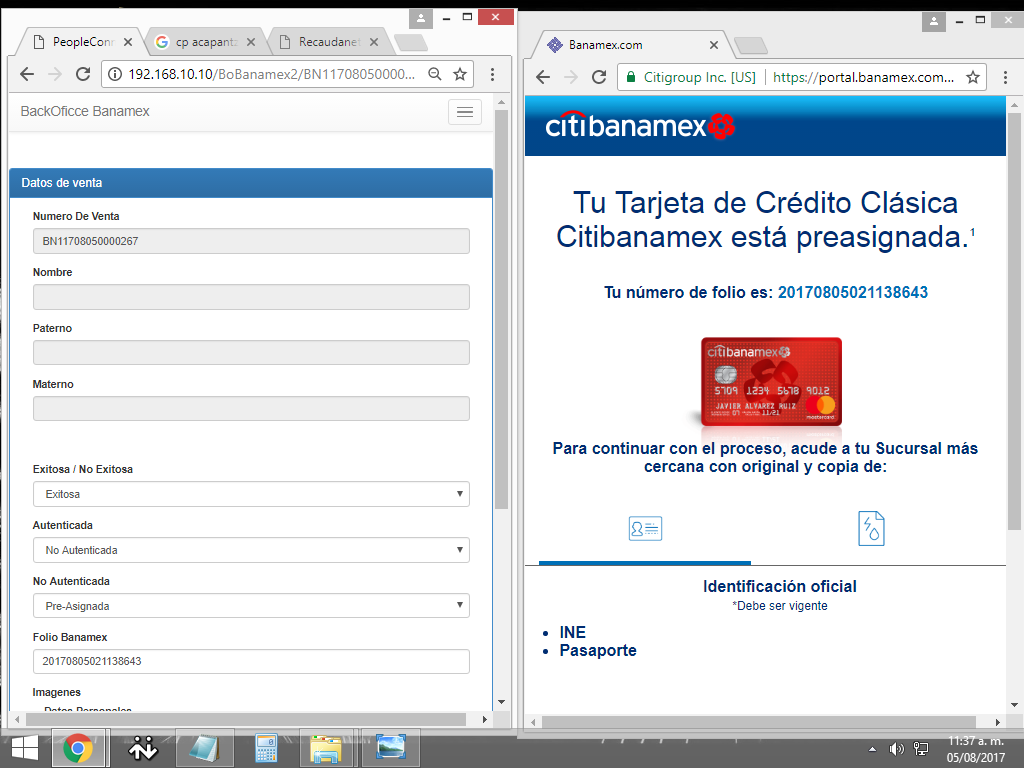 PeopleConn
cp acapant
Recaudanet
192.168.10.10/BoBanamex2/BN11708050000...
BackOficce Banamex
Datos de venta
Numero De Venta
BN11708050000267
Nombre
Paterno
Materno
Exitosa / No Exitosa
Exitosa
Autenticada
No Autenticada
No Autenticada
Pre-Asignada
Folio Banamex
20170805021138643
Imagenes
Datos Personales
Banamex.com
Citigroup Inc. [US]
https://portal.banamex.com...
citibanamex
Tu Tarjeta de Crédito Clásica
Citibanamex está preasignada.1
Tu número de folio es: 20170805021138643
citibanamex
5709 1234 5678 9012
07 11/21
JAVIER ALVAREZ RUIZ
mastercard
Para continuar con el proceso, acude a tu Sucursal más
cercana con original y copia de:
Identificación oficial
*Debe ser vigente
INE
Pasaporte
11:37 a. m.
05/08/2017